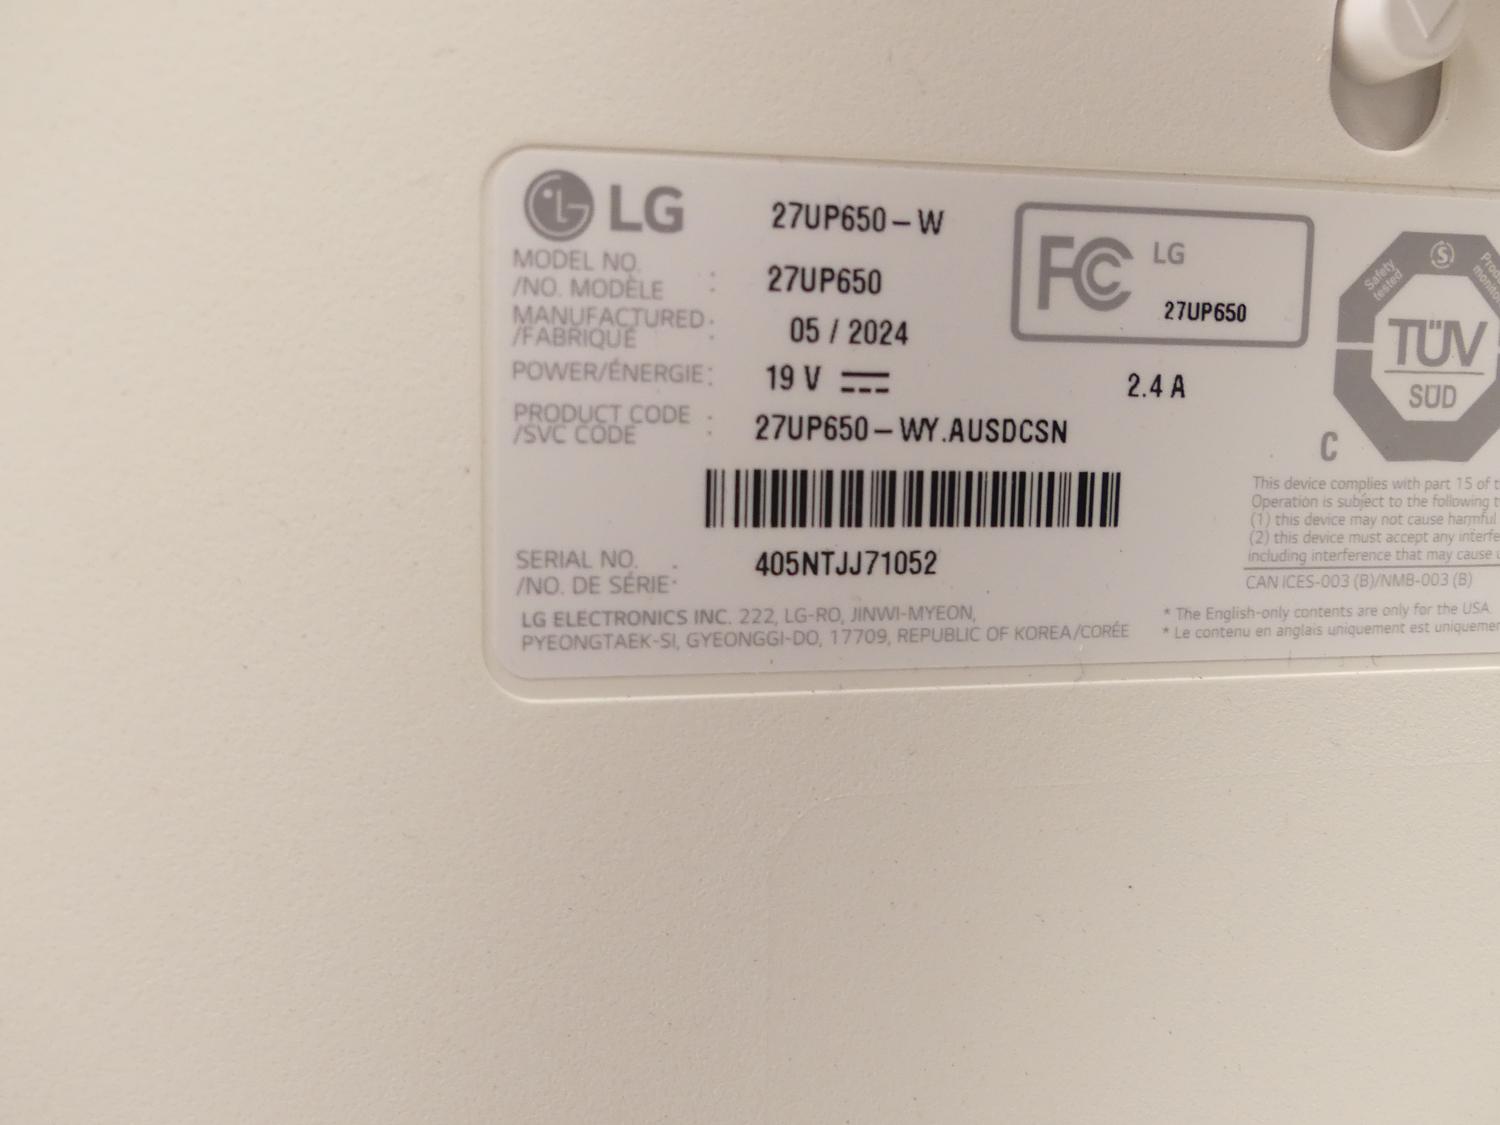 LG 27UP650-W
MODEL NO.
/NO. MODÈLE : 27UP650
MANUFACTURED
/FABRIQUÉ : 05 / 2024
POWER/ÉNERGIE: 19 V 2.4 A
PRODUCT CODE
/SVC CODE : 27UP650-WY.AUSDCSN
SERIAL NO.
/NO. DE SÉRIE: 405NTJJ71052
LG ELECTRONICS INC. 222, LG-RO, JINWI-MYEON,
PYEONGTAEK-SI, GYEONGGI-DO, 17709, REPUBLIC OF KOREA/CORÉE
FC LG
27UP650
Safety
tested
S
TÜV
SÜD
C
This device complies with part 15 of
Operation is subject to the following
(1) this device may not cause harmful
(2) this device must accept any
including interference that may cause
CAN ICES-003 (B)/NMB-003 (B)
* The English-only contents are only for the USA.
* Le contenu en anglais uniquement est